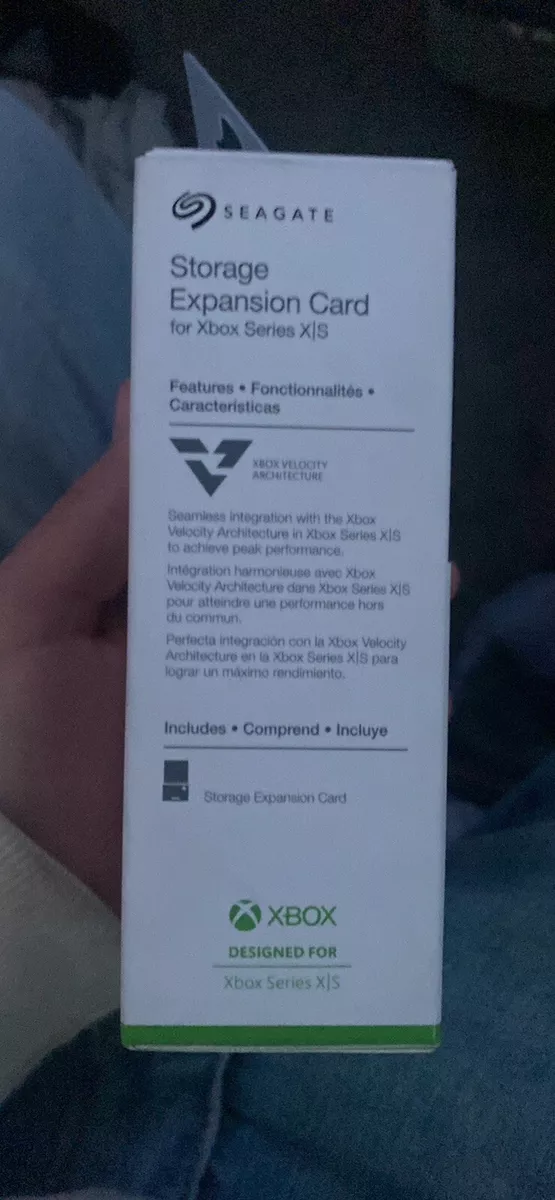 SEAGATE
Storage
Expansion Card
for Xbox Series X|S
Features • Fonctionnalités •
Características
XBOX VELOCITY
ARCHITECTURE
Seamless integration with the Xbox
Velocity Architecture in Xbox Series X|S
to achieve peak performance.
Intégration harmonieuse avec Xbox
Velocity Architecture dans Xbox Series X|S
pour atteindre une performance hors
du commun.
Perfecta integración con la Xbox Velocity
Architecture en la Xbox Series X|S para
lograr un máximo rendimiento.
Includes • Comprend • Incluye
Storage Expansion Card
XBOX
DESIGNED FOR
Xbox Series X|S